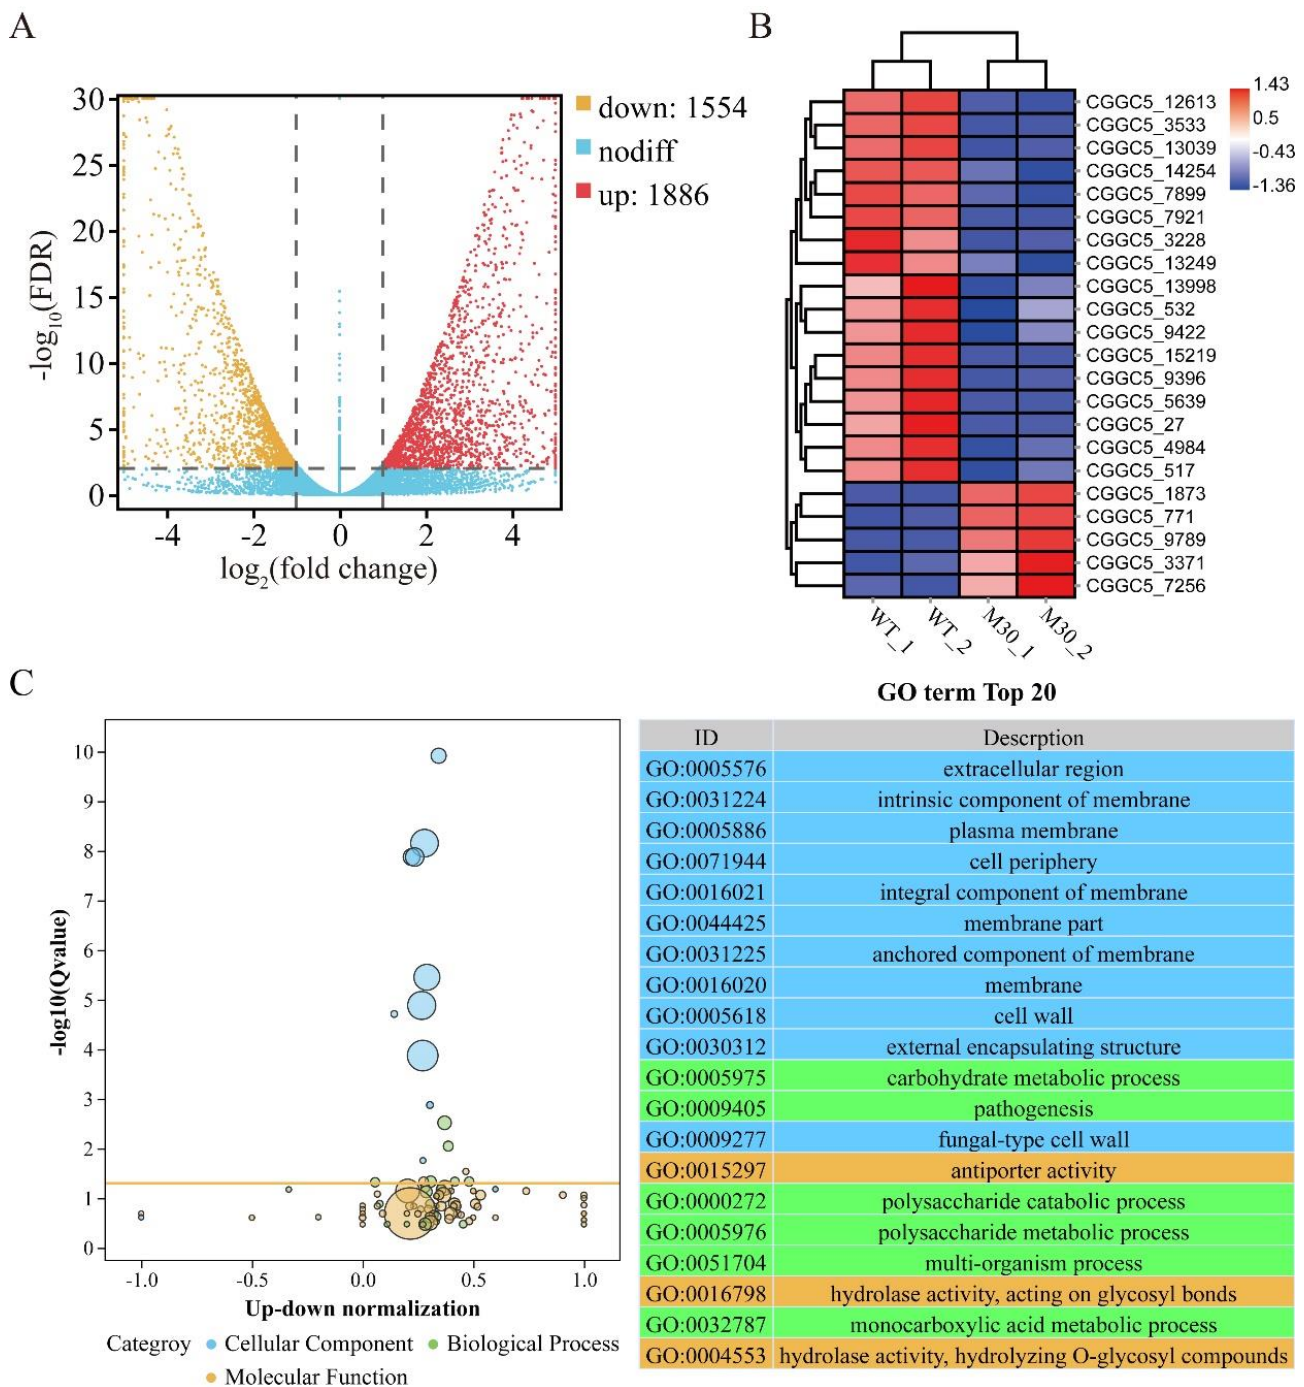 A
B
30
25
20
15
10
5
0
-log10(FDR)
-4
-2
0
2
4
log2(fold change)
down: 1554
nodiff
up: 1886
1.43
0.5
-0.43
-1.36
CGGC5_12613
CGGC5_3533
CGGC5_13039
CGGC5_14254
CGGC5_7899
CGGC5_7921
CGGC5_3228
CGGC5_13249
CGGC5_13998
CGGC5_532
CGGC5_9422
CGGC5_15219
CGGC5_9396
CGGC5_5639
CGGC5_27
CGGC5_4984
CGGC5_517
CGGC5_1873
CGGC5_771
CGGC5_9789
CGGC5_3371
CGGC5_7256
WT_1
WT_2
M30_1
M30_2
C
10
9
8
7
6
5
4
3
2
1
0
-log10(Qvalue)
-1.0
-0.5
0.0
0.5
1.0
Up-down normalization
Categroy
Cellular Component
Biological Process
Molecular Function
GO term Top 20
ID Descrption
GO:0005576 extracellular region
GO:0031224 intrinsic component of membrane
GO:0005886 plasma membrane
GO:0071944 cell periphery
GO:0016021 integral component of membrane
GO:0044425 membrane part
GO:0031225 anchored component of membrane
GO:0016020 membrane
GO:0005618 cell wall
GO:0030312 external encapsulating structure
GO:0005975 carbohydrate metabolic process
GO:0009405 pathogenesis
GO:0009277 fungal-type cell wall
GO:0015297 antiporter activity
GO:0000272 polysaccharide catabolic process
GO:0005976 polysaccharide metabolic process
GO:0051704 multi-organism process
GO:0016798 hydrolase activity, acting on glycosyl bonds
GO:0032787 monocarboxylic acid metabolic process
GO:0004553 hydrolase activity, hydrolyzing O-glycosyl compounds